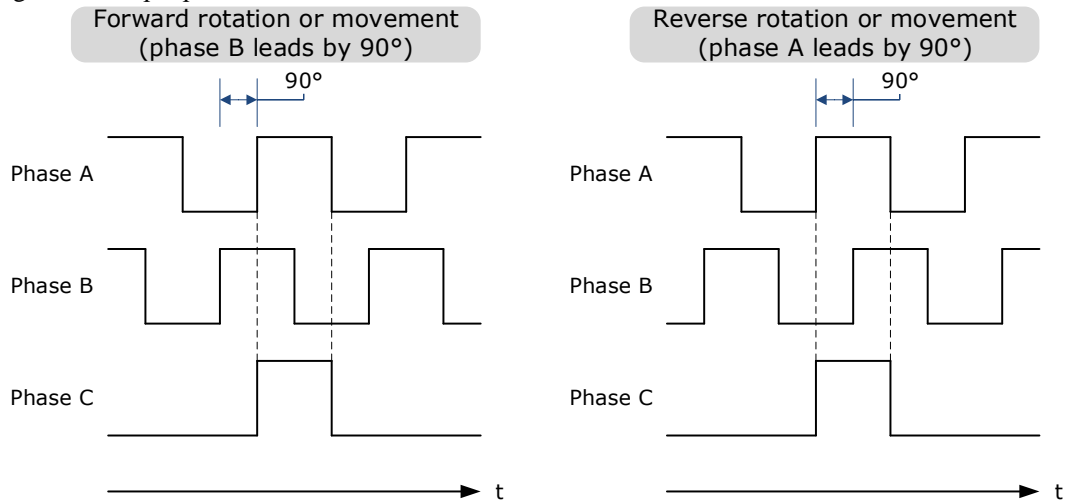 Forward rotation or movement
(phase B leads by 90°)
90°
Phase A
Phase B
Phase C
t
Reverse rotation or movement
(phase A leads by 90°)
90°
Phase A
Phase B
Phase C
t